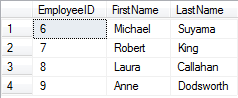 EmployeeID FirstName LastName
1 6 Michael Suyama
2 7 Robert King
3 8 Laura Callahan
4 9 Anne Dodsworth